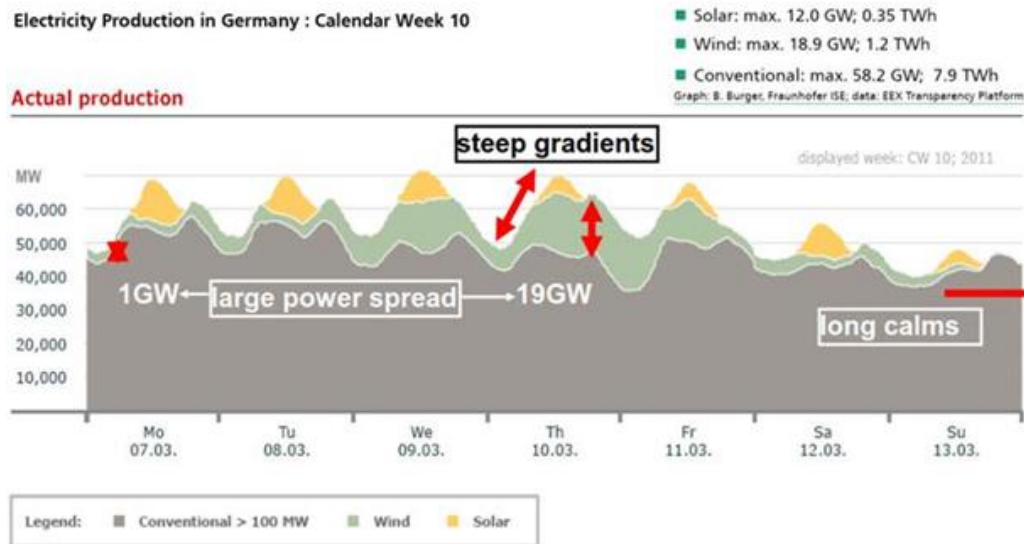 Electricity Production in Germany : Calendar Week 10
Solar: max. 12.0 GW; 0.35 TWh
Wind: max. 18.9 GW; 1.2 TWh
Conventional: max. 58.2 GW; 7.9 TWh
Graph: B. Burger, Fraunhofer ISE; data: EEX Transparency Platform
Actual production
steep gradients
displayed week: CW 10; 2011
MW
60,000
50,000
40,000
1GW large power spread 19GW
30,000
long calms
20,000
10,000
Mo Tu We Th Fr Sa Su
07.03. 08.03. 09.03. 10.03. 11.03. 12.03. 13.03.
Legend: Conventional > 100 MW Wind Solar